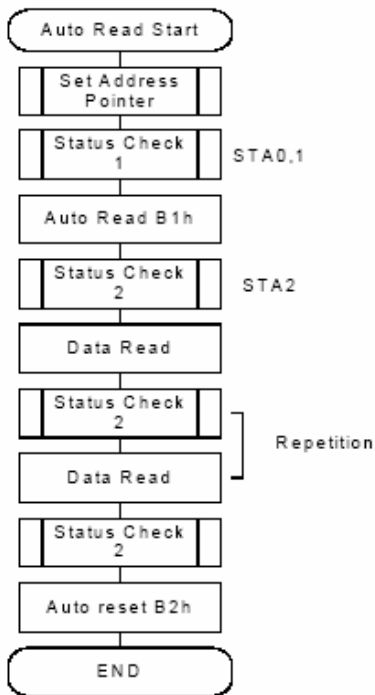 Auto Read Start
Set Address
Pointer
Status Check
1
STA0,1
Auto Read B1h
Status Check
2
STA2
Data Read
Status Check
2
Repetition
Data Read
Status Check
2
Auto reset B2h
END